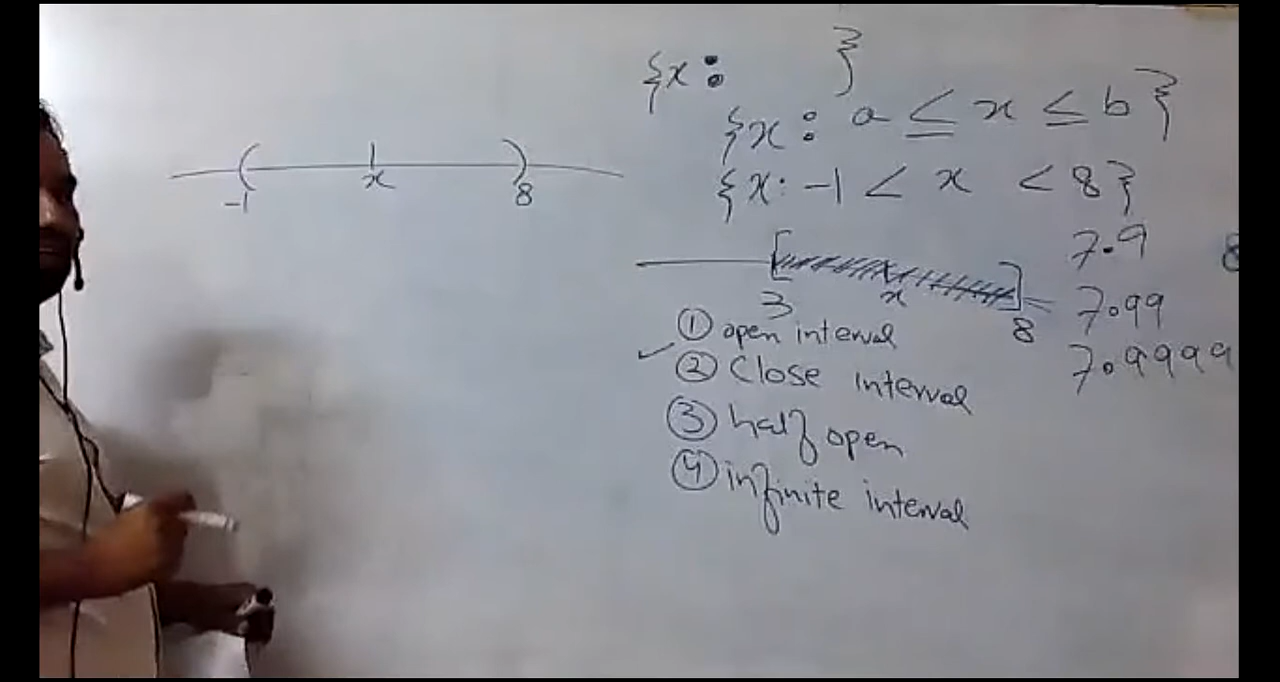 {x: }
{x: a ≤ x ≤ b}
{x: -1 < x < 8}
-1 x 8
7.9 8
3 x 8
7.99
7.9999
① open interval
✓ ② Close interval
③ half open
④ infinite interval